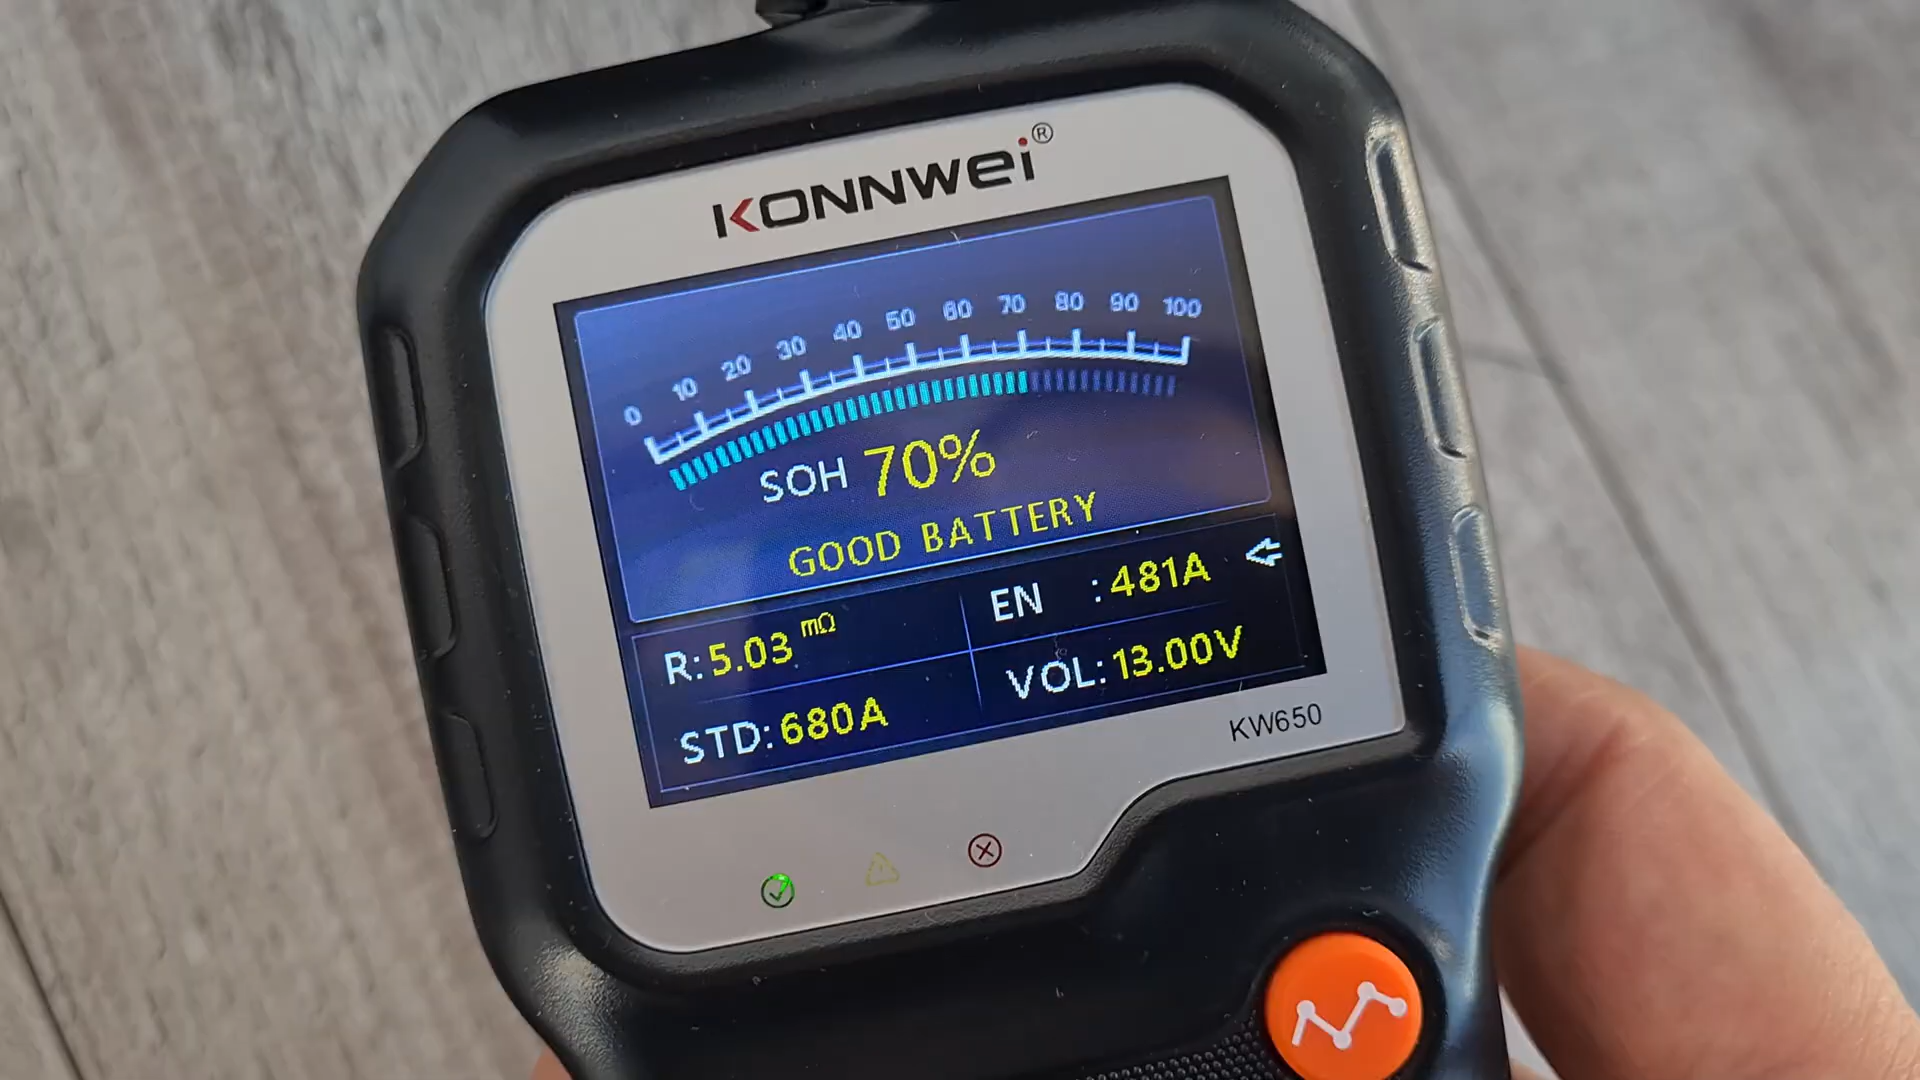 KONNWEI®
0 10 20 30 40 50 60 70 80 90 100
SOH 70%
GOOD BATTERY
R:5.03 mΩ
EN :481A
STD:680A
VOL:13.00V
KW650